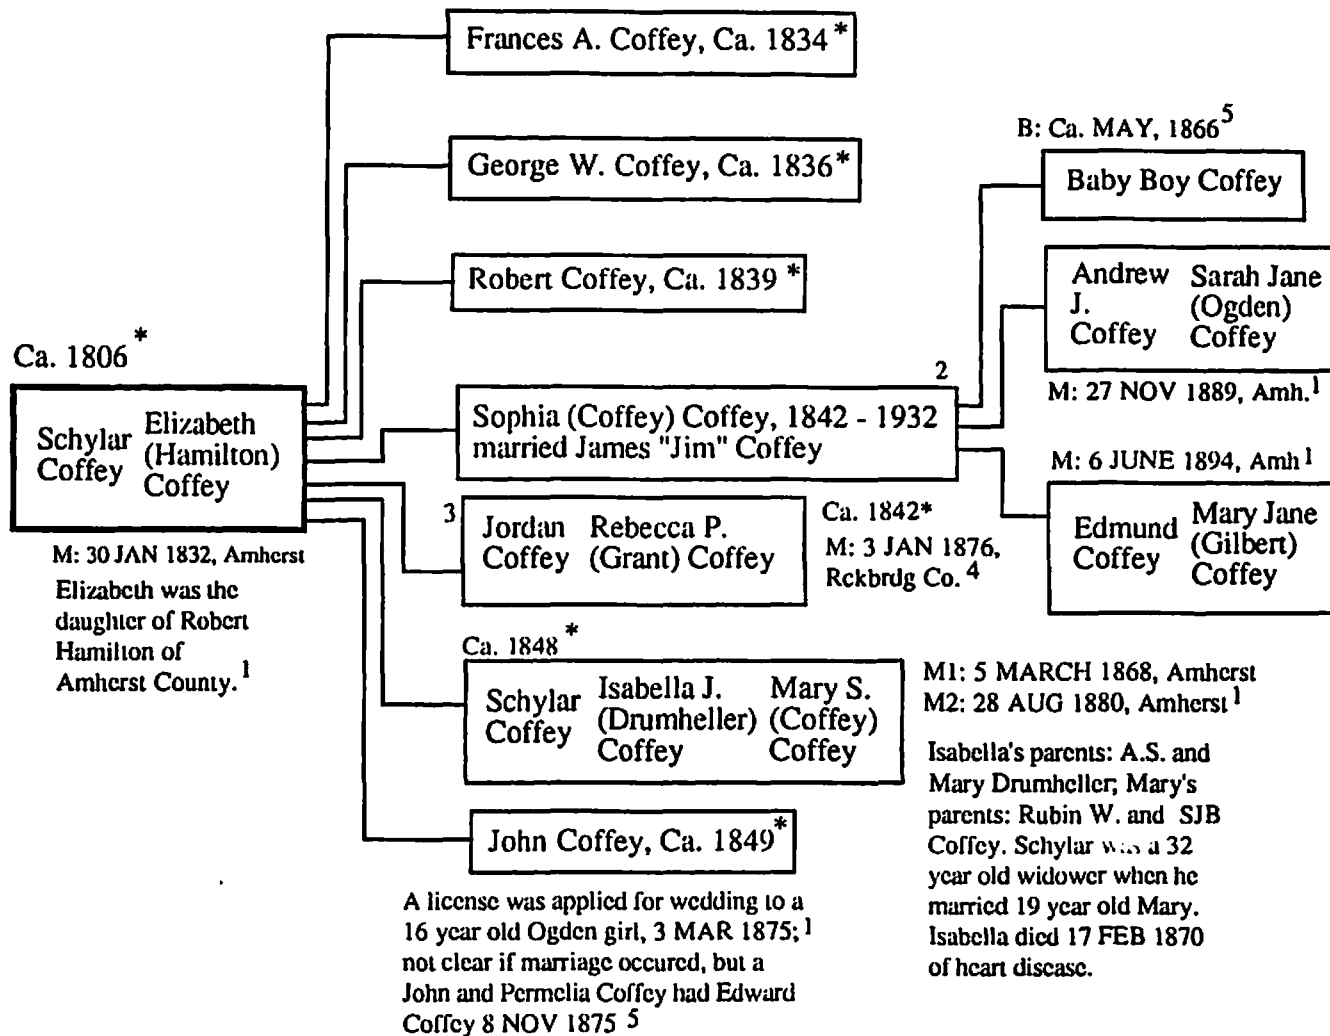 Frances A. Coffey, Ca. 1834 *
George W. Coffey, Ca. 1836 *
Robert Coffey, Ca. 1839 *
Ca. 1806 *
Schylar Coffey
Elizabeth (Hamilton) Coffey
M: 30 JAN 1832, Amherst
Elizabeth was the
daughter of Robert
Hamilton of
Amherst County. 1
2
Sophia (Coffey) Coffey, 1842 - 1932
married James "Jim" Coffey
B: Ca. MAY, 1866 5
Baby Boy Coffey
Andrew J. Coffey
Sarah Jane (Ogden) Coffey
M: 27 NOV 1889, Amh. 1
M: 6 JUNE 1894, Amh 1
Edmund Coffey
Mary Jane (Gilbert) Coffey
3
Jordan Coffey
Rebecca P. (Grant) Coffey
Ca. 1842*
M: 3 JAN 1876,
Rckbrdg Co. 4
Ca. 1848 *
Schylar Coffey
Isabella J. (Drumheller) Coffey
Mary S. (Coffey) Coffey
M1: 5 MARCH 1868, Amherst
M2: 28 AUG 1880, Amherst 1
Isabella's parents: A.S. and
Mary Drumheller; Mary's
parents: Rubin W. and SJB
Coffey. Schylar was a 32
year old widower when he
married 19 year old Mary.
Isabella died 17 FEB 1870
of heart disease.
John Coffey, Ca. 1849 *
A license was applied for wedding to a
16 year old Ogden girl, 3 MAR 1875; 1
not clear if marriage occured, but a
John and Permelia Coffey had Edward
Coffey 8 NOV 1875 5